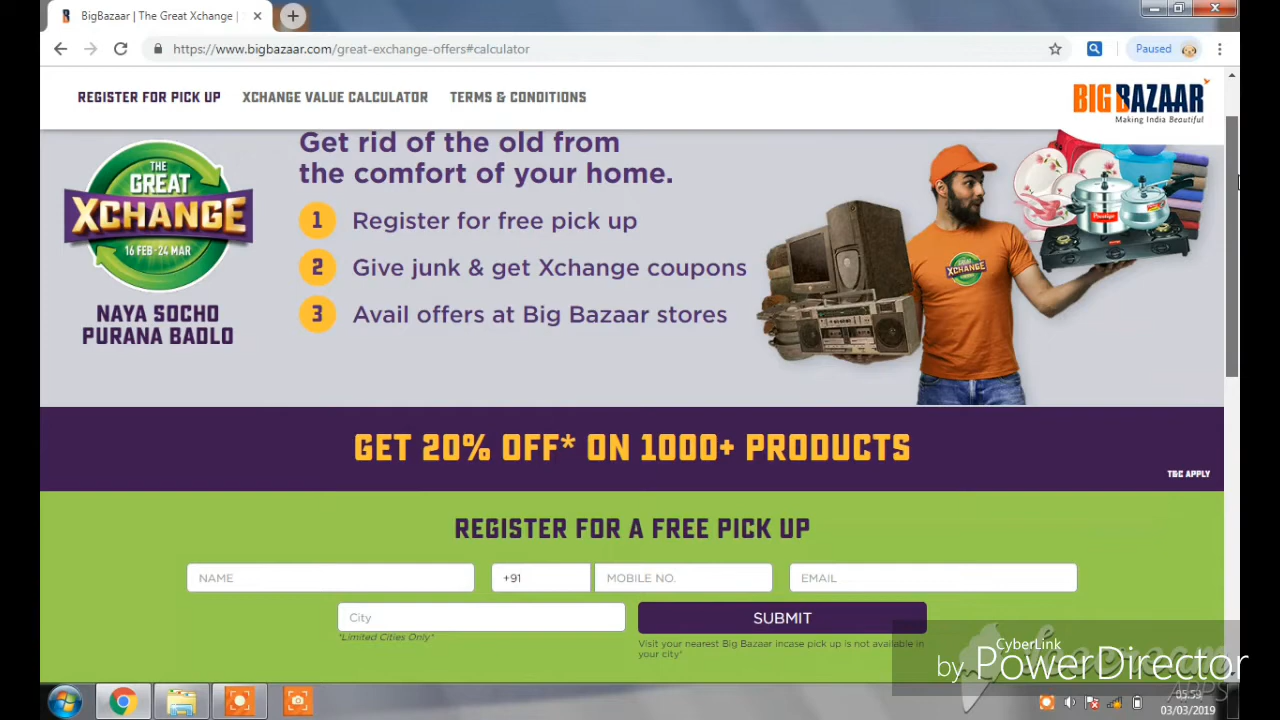 BigBazaar | The Great Xchange |
https://www.bigbazaar.com/great-exchange-offers#calculator
Paused
REGISTER FOR PICK UP
XCHANGE VALUE CALCULATOR
TERMS & CONDITIONS
BIG BAZAAR
Making India Beautiful
THE
GREAT
XCHANGE
16 FEB-24 MAR
NAYA SOCHO
PURANA BADLO
Get rid of the old from
the comfort of your home.
1 Register for free pick up
2 Give junk & get Xchange coupons
3 Avail offers at Big Bazaar stores
GREAT
XCHANGE
Prestige
GET 20% OFF* ON 1000+ PRODUCTS
T&C APPLY
REGISTER FOR A FREE PICK UP
NAME
+91
MOBILE NO.
EMAIL
City
SUBMIT
*Limited Cities Only*
Visit your nearest Big Bazaar incase pick up is not available in
your city*
CyberLink
by PowerDirector
APPS
05:59
03/03/2019